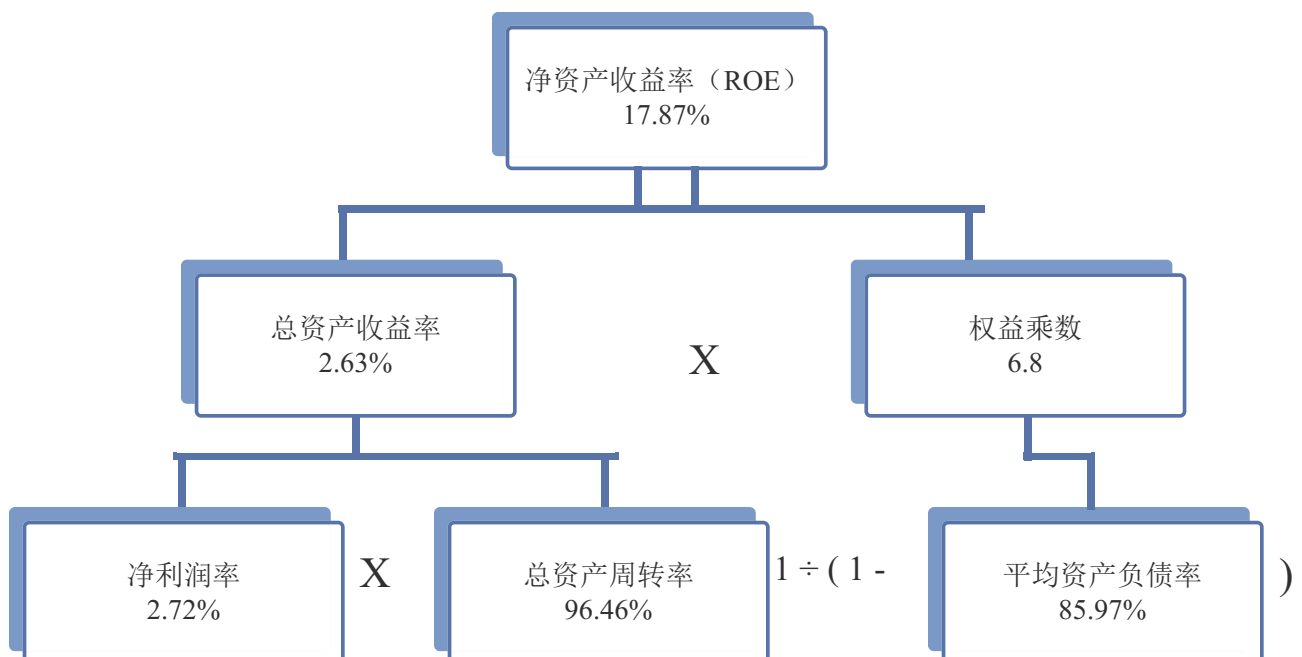 净资产收益率（ROE）
17.87%
总资产收益率
2.63%
X
权益乘数
6.8
净利润率
2.72%
X
总资产周转率
96.46%
1 ÷ ( 1 -
平均资产负债率
85.97%
)